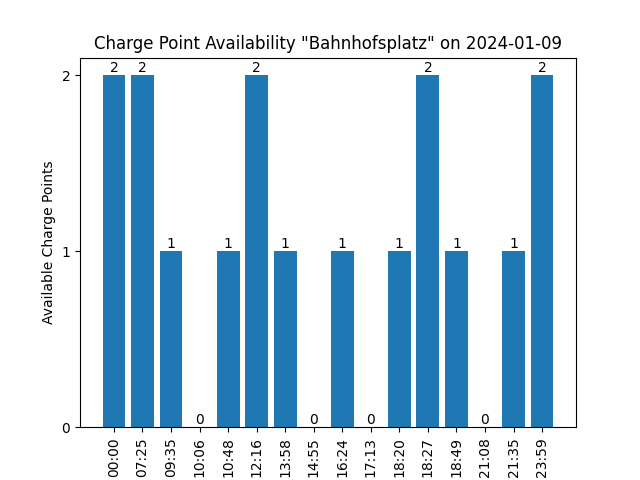 Charge Point Availability "Bahnhofsplatz" on 2024-01-09
Available Charge Points
2
1
0
2 2 1 0 1 2 1 0 1 0 1 2 1 0 1 2
00:00 07:25 09:35 10:06 10:48 12:16 13:58 14:55 16:24 17:13 18:20 18:27 18:49 21:08 21:35 23:59